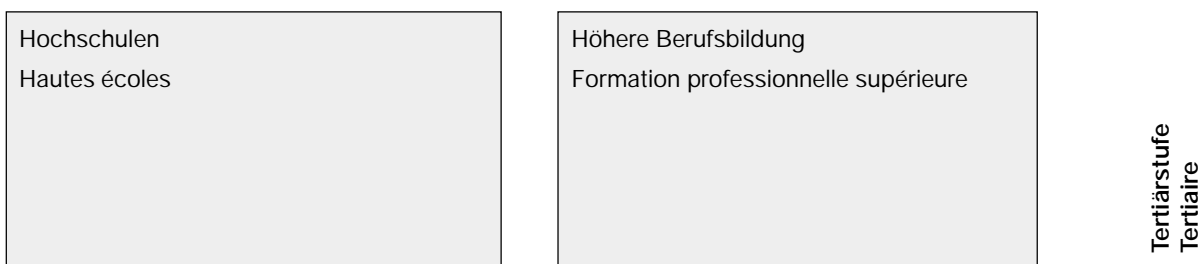 Hochschulen
Hautes écoles
Höhere Berufsbildung
Formation professionnelle supérieure
Tertiärstufe
Tertiaire